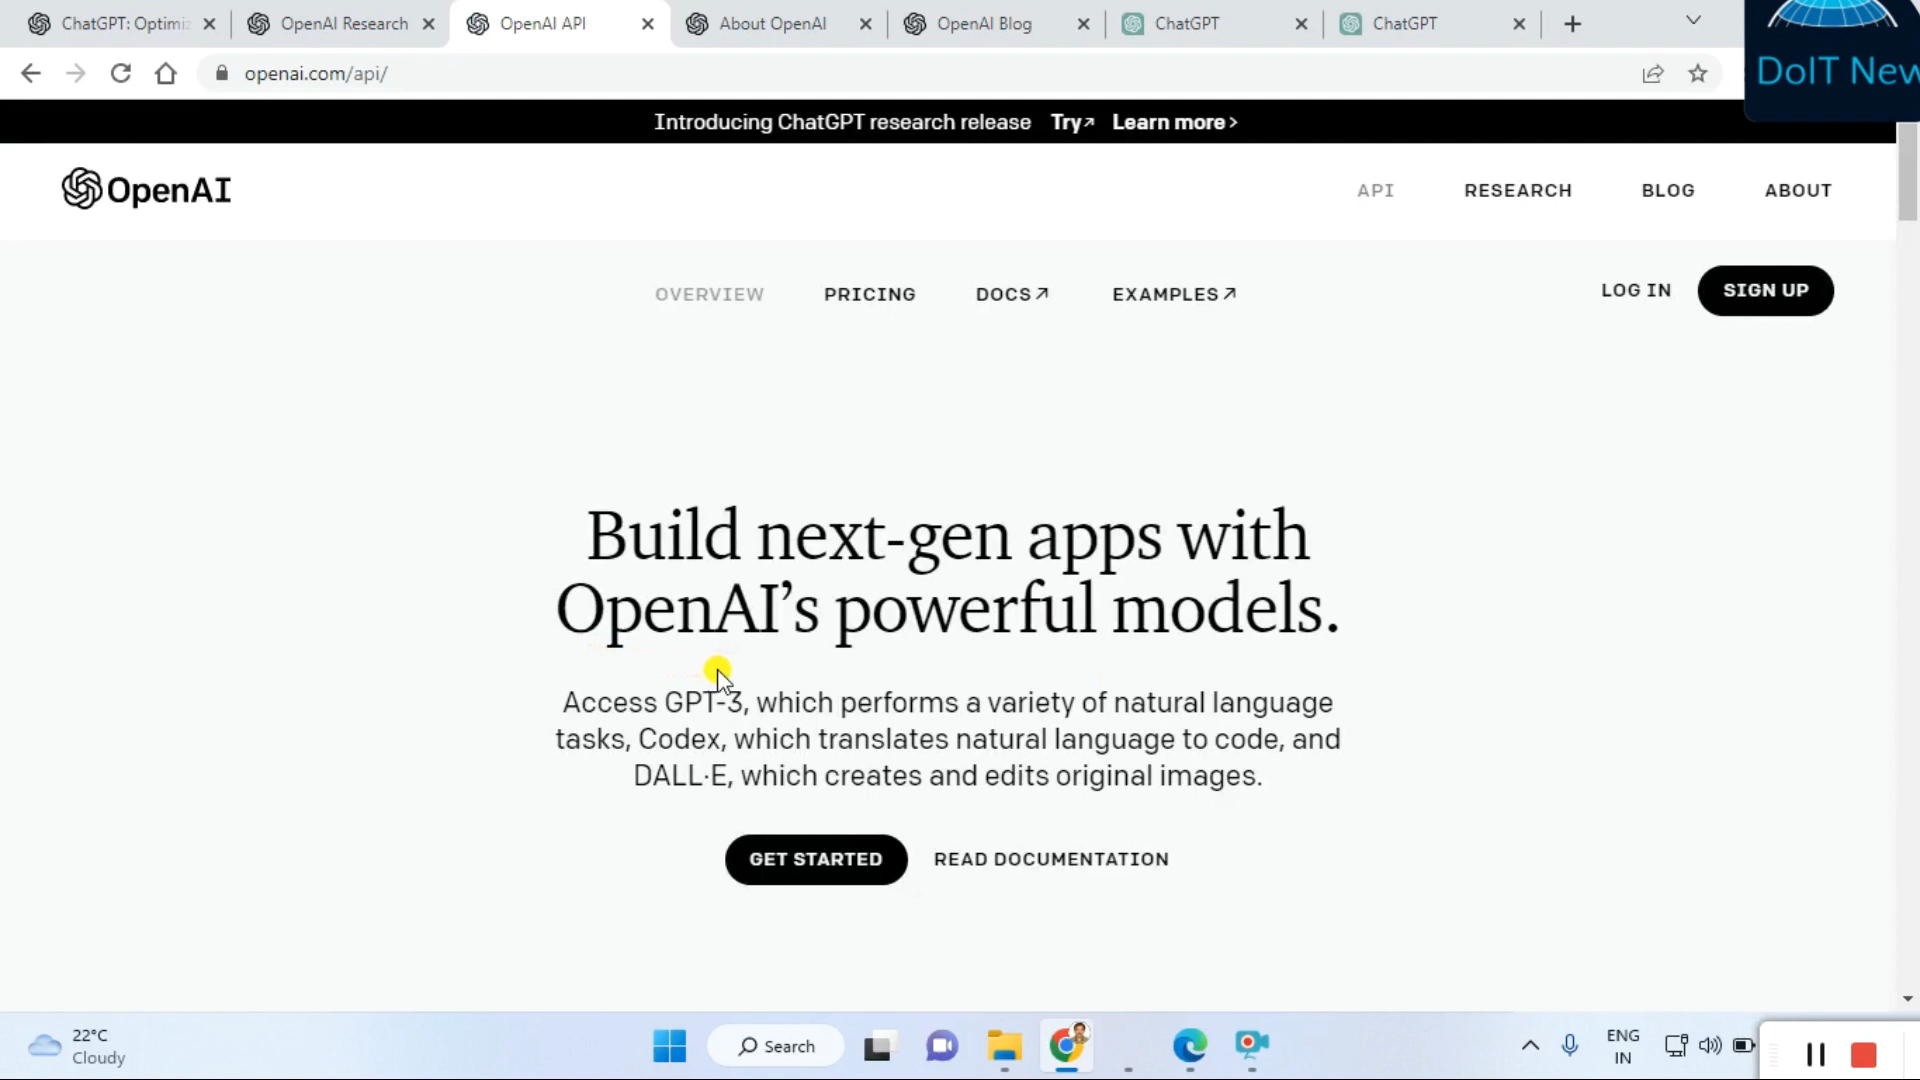 ChatGPT: Optimiz
OpenAI Research
OpenAI API
About OpenAI
OpenAI Blog
ChatGPT
ChatGPT
openai.com/api/
DoIT New
Introducing ChatGPT research release Try↗ Learn more ›
OpenAI
API RESEARCH BLOG ABOUT
OVERVIEW PRICING DOCS↗ EXAMPLES↗
LOG IN SIGN UP
Build next-gen apps with
OpenAI’s powerful models.
Access GPT-3, which performs a variety of natural language
tasks, Codex, which translates natural language to code, and
DALL·E, which creates and edits original images.
GET STARTED READ DOCUMENTATION
22°C
Cloudy
Search
ENG
IN